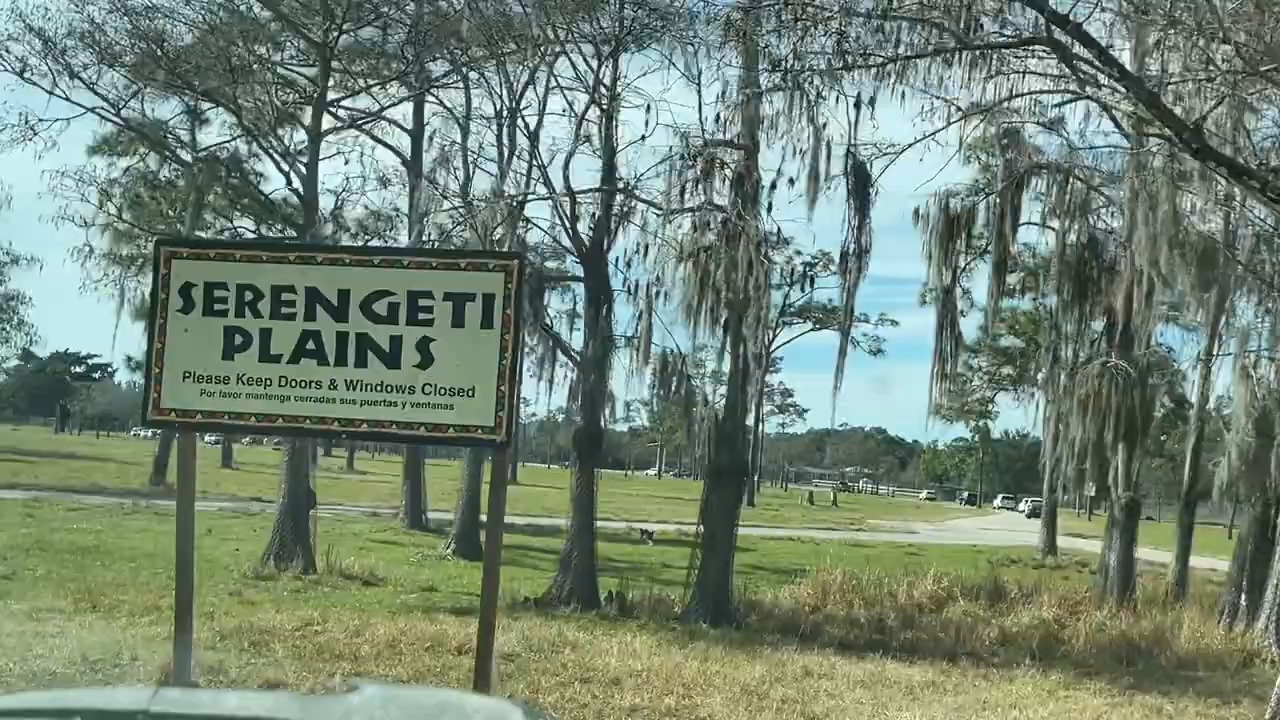 SERENGETI
PLAINS
Please Keep Doors & Windows Closed
Por favor mantenga cerradas sus puertas y ventanas